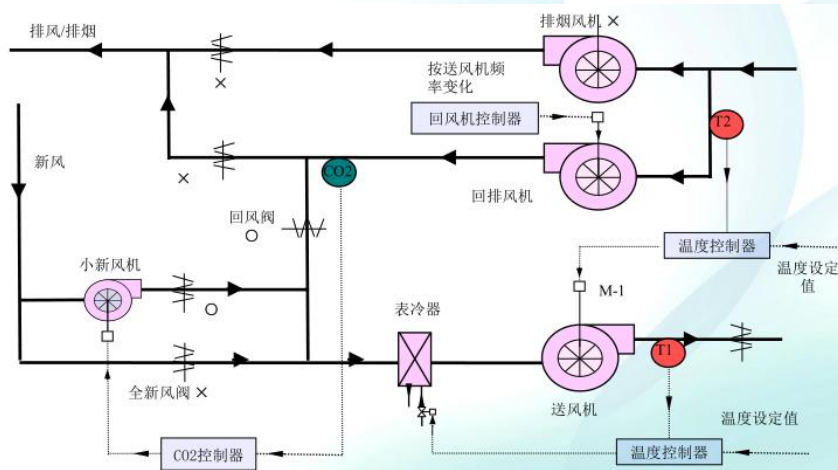 排风/排烟
排烟风机 ×
×
按送风机频
率变化
回风机控制器
T2
新风
×
CO2
回排风机
回风阀
O
温度控制器
温度设定
值
小新风机
O
表冷器
M-1
T1
全新风阀 ×
送风机
温度设定值
CO2控制器
温度控制器